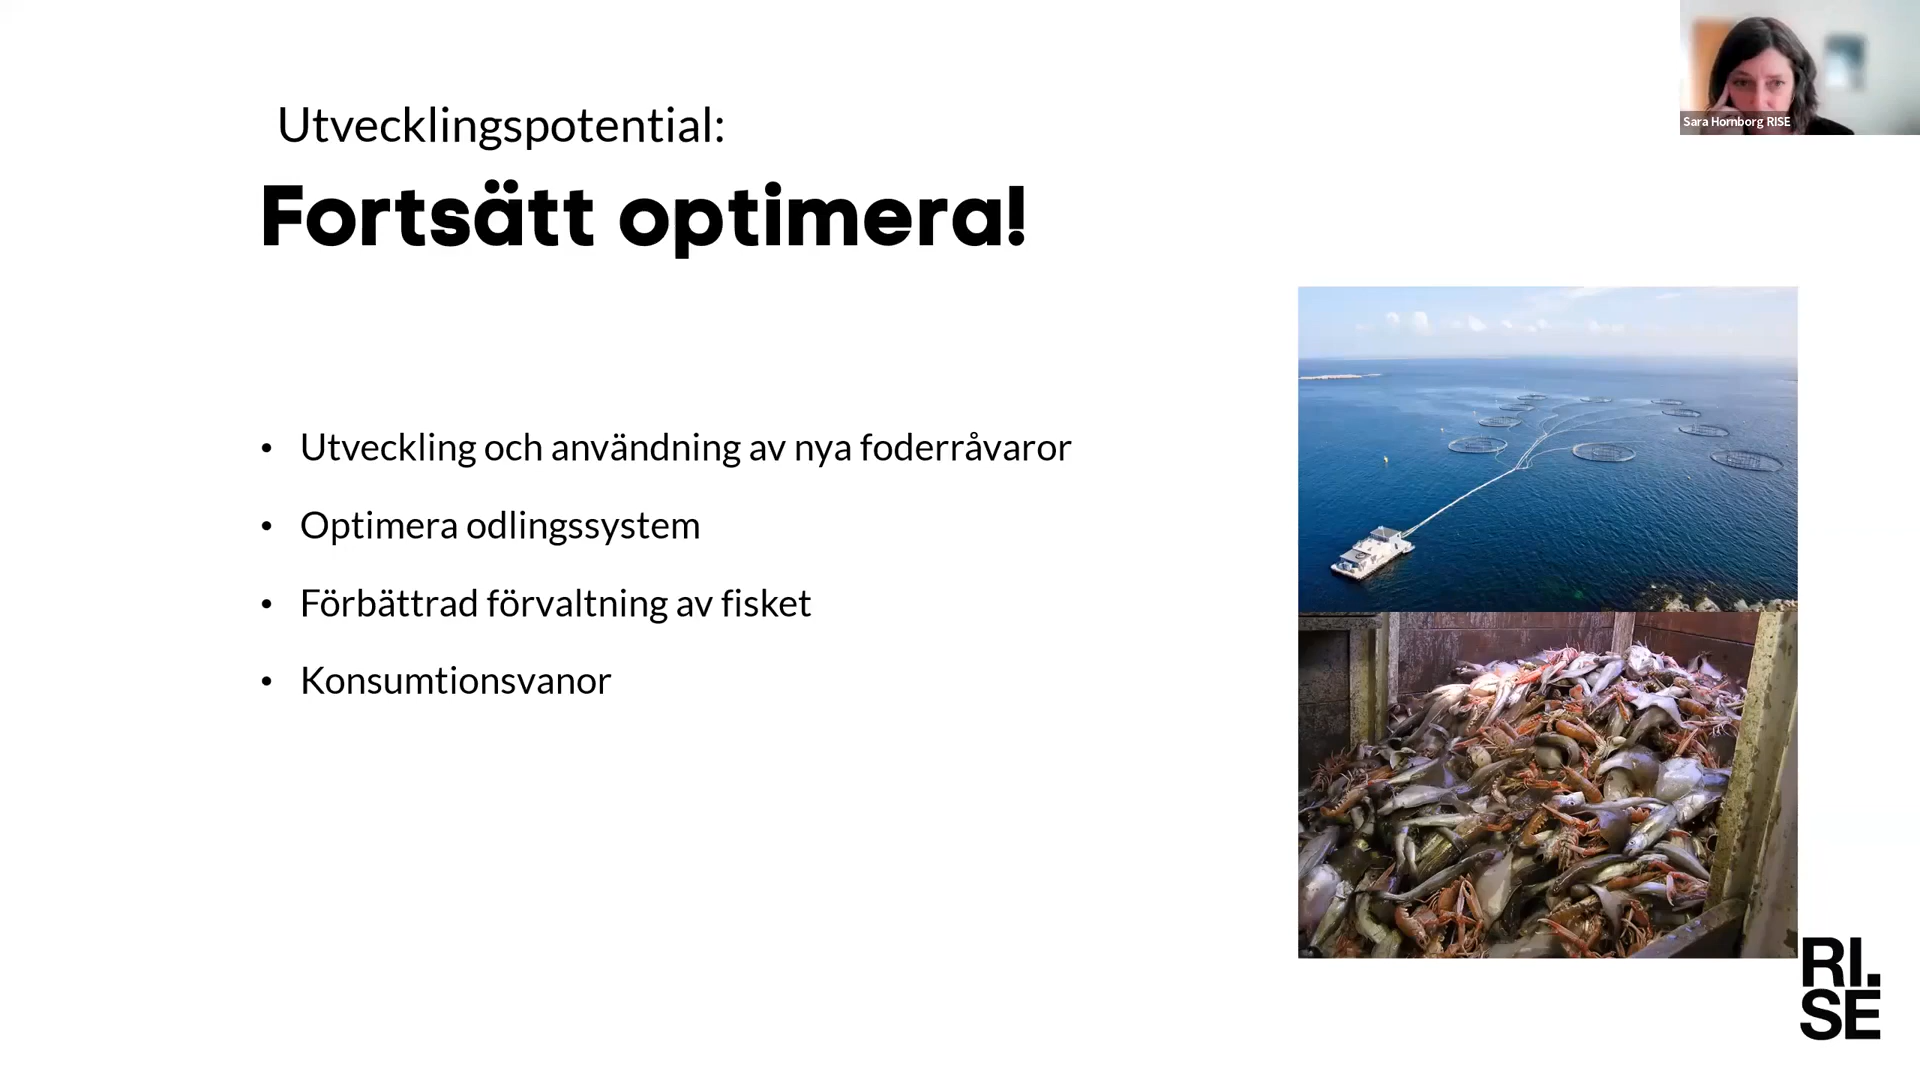 Sara Hornborg RISE
Utvecklingspotential:
Fortsätt optimera!
• Utveckling och användning av nya foderråvaror
• Optimera odlingssystem
• Förbättrad förvaltning av fisket
• Konsumtionsvanor
RI.
SE